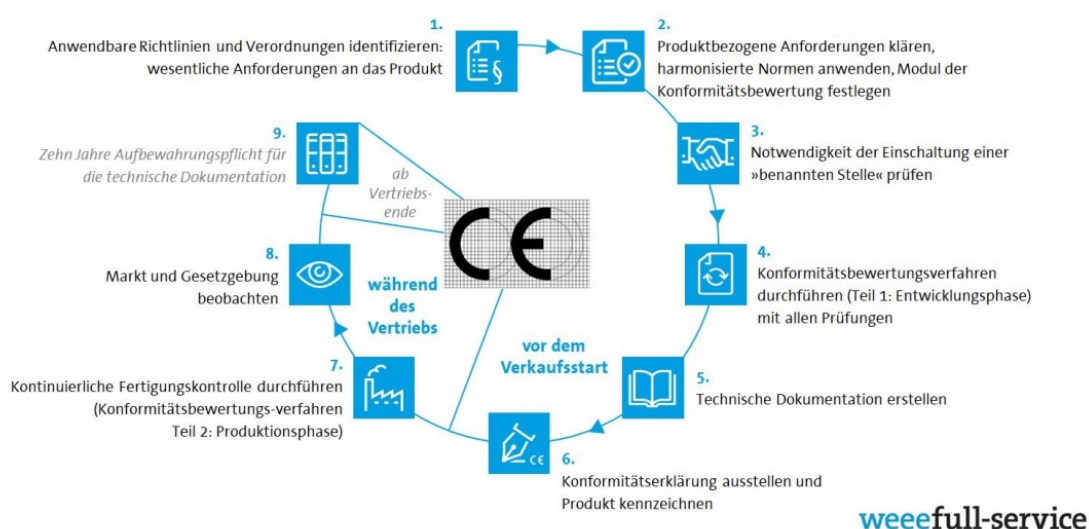 1.
Anwendbare Richtlinien und Verordnungen identifizieren:
wesentliche Anforderungen an das Produkt
§
2.
Produktbezogene Anforderungen klären,
harmonisierte Normen anwenden, Modul der
Konformitätsbewertung festlegen
3.
Notwendigkeit der Einschaltung einer
»benannten Stelle« prüfen
4.
Konformitätsbewertungsverfahren
durchführen (Teil 1: Entwicklungsphase)
mit allen Prüfungen
5.
Technische Dokumentation erstellen
6.
Konformitätserklärung ausstellen und
Produkt kennzeichnen
CE
7.
Kontinuierliche Fertigungskontrolle durchführen
(Konformitätsbewertungs-verfahren
Teil 2: Produktionsphase)
8.
Markt und Gesetzgebung
beobachten
9.
Zehn Jahre Aufbewahrungspflicht für
die technische Dokumentation
ab
Vertriebs-
ende
CE
während
des
Vertriebs
vor dem
Verkaufsstart
weeefull-service